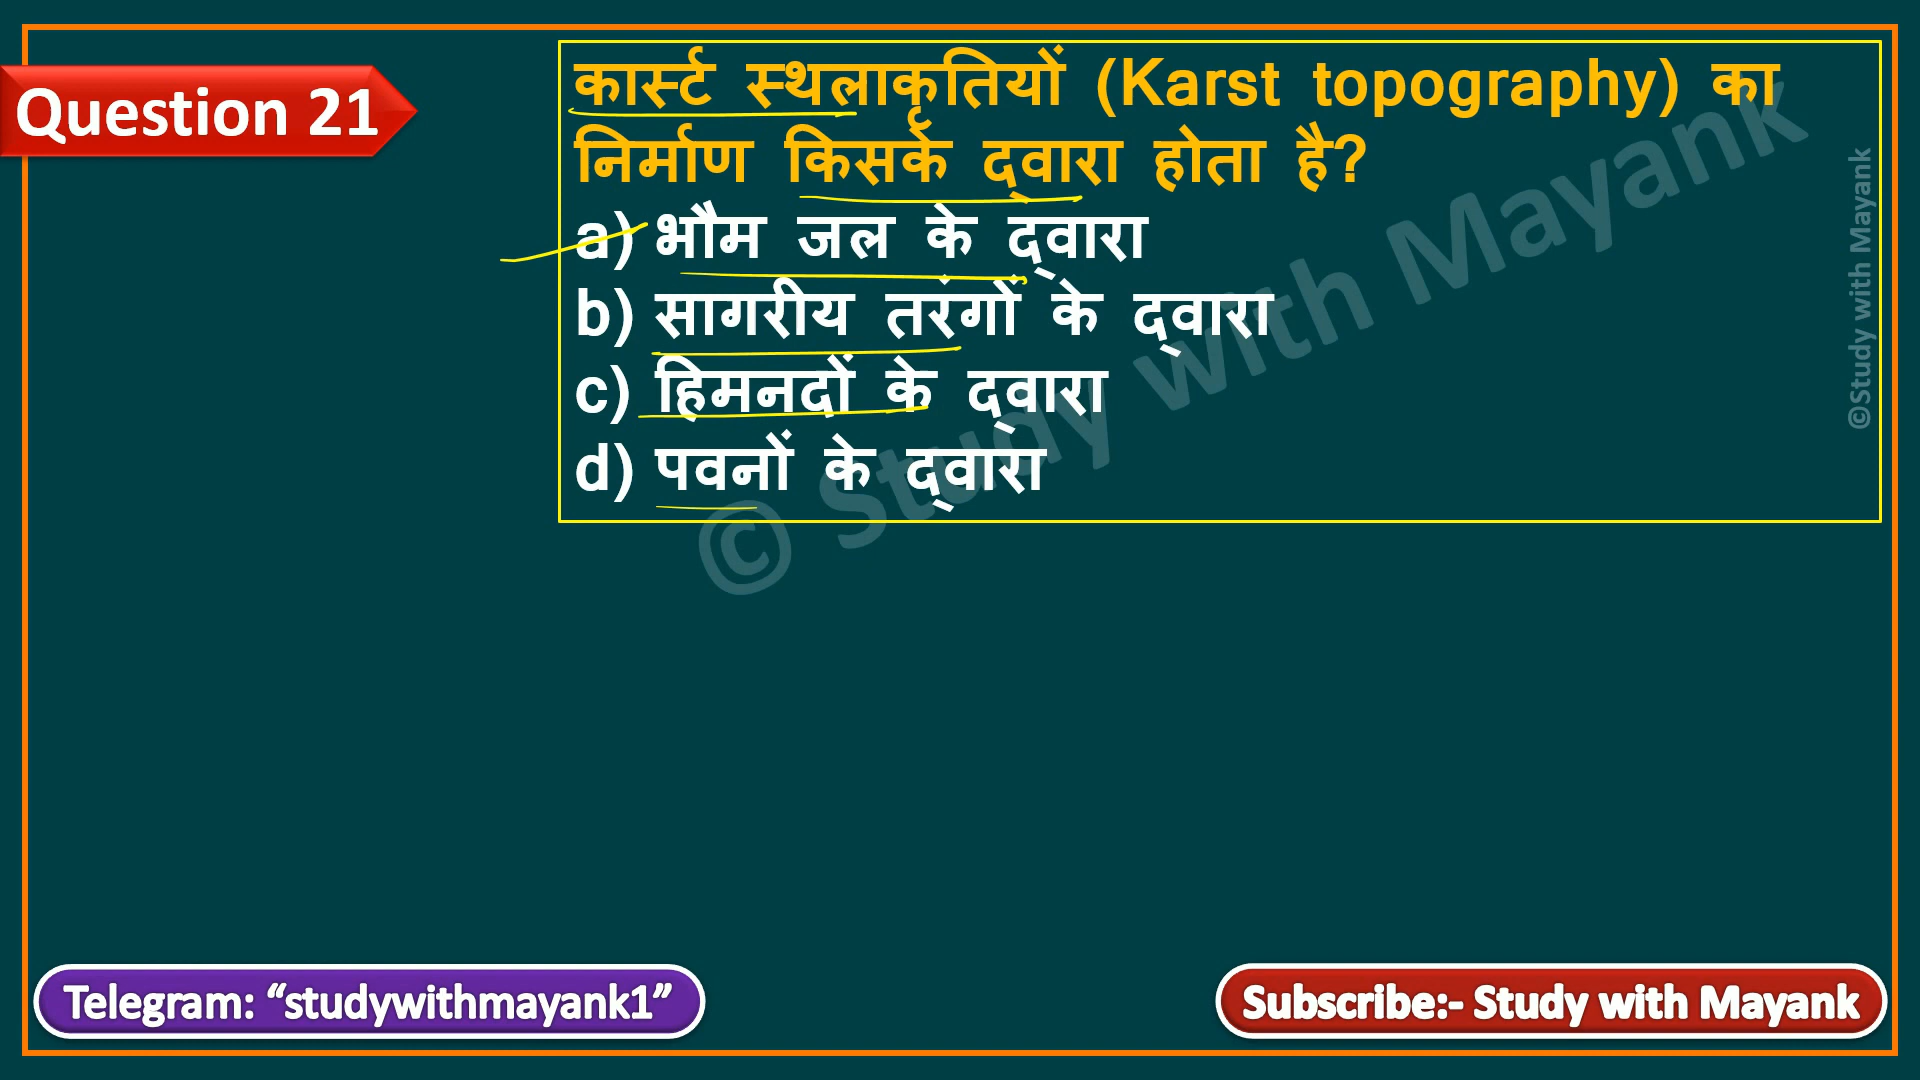 Question 21
कार्स्ट स्थलाकृतियों (Karst topography) का
निर्माण किसके द्वारा होता है?
a) भौम जल के द्वारा
b) सागरीय तरंगों के द्वारा
c) हिमनदों के द्वारा
d) पवनों के द्वारा
© Study with Mayank
©Study with Mayank
Telegram: “studywithmayank1”
Subscribe:- Study with Mayank